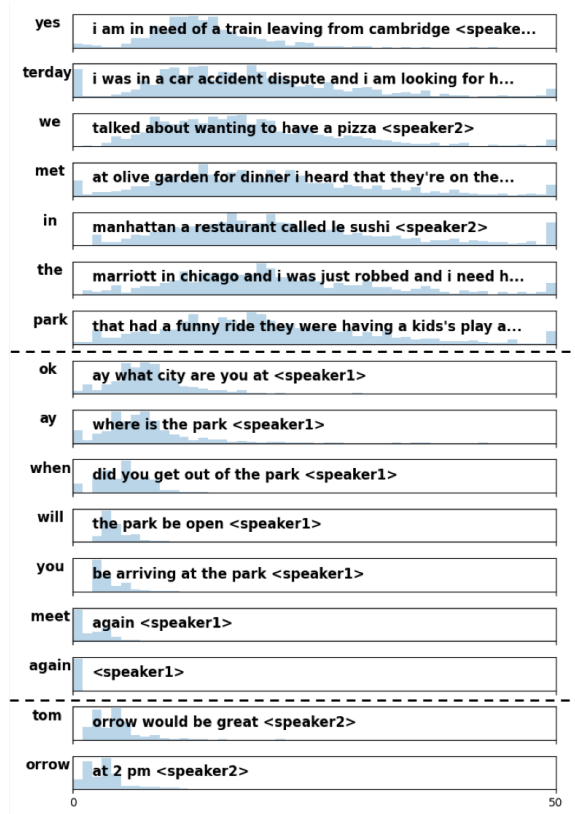 yes i am in need of a train leaving from cambridge <speake...
terday i was in a car accident dispute and i am looking for h...
we talked about wanting to have a pizza <speaker2>
met at olive garden for dinner i heard that they're on the...
in manhattan a restaurant called le sushi <speaker2>
the marriott in chicago and i was just robbed and i need h...
park that had a funny ride they were having a kids's play a...
ok ay what city are you at <speaker1>
ay where is the park <speaker1>
when did you get out of the park <speaker1>
will the park be open <speaker1>
you be arriving at the park <speaker1>
meet again <speaker1>
again <speaker1>
tom orrow would be great <speaker2>
orrow at 2 pm <speaker2>
0 50